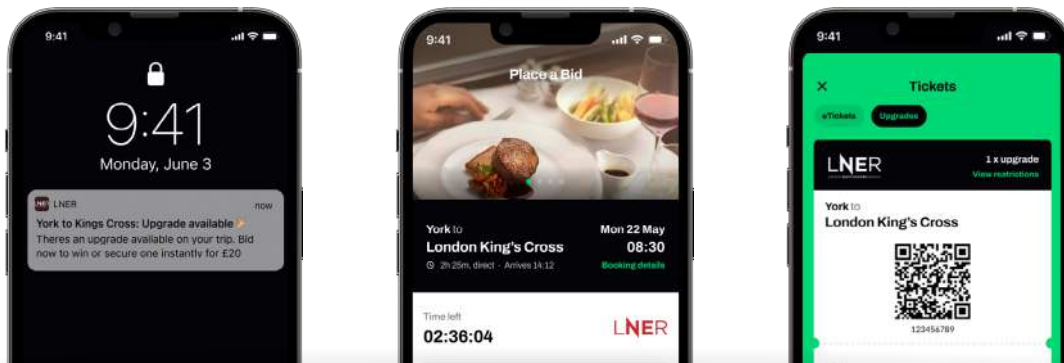 9:41
9:41
Monday, June 3
LNER
now
York to Kings Cross: Upgrade available
Theres an upgrade available on your trip. Bid
now to win or secure one instantly for £20
9:41
Place a Bid
York to
Mon 22 May
London King's Cross
08:30
2h 25m, direct · Arrives 14:12
Booking details
Time left
02:36:04
LNER
9:41
Tickets
eTickets
Upgrades
LNER
1 x upgrade
View restrictions
York to
London King's Cross
123456789